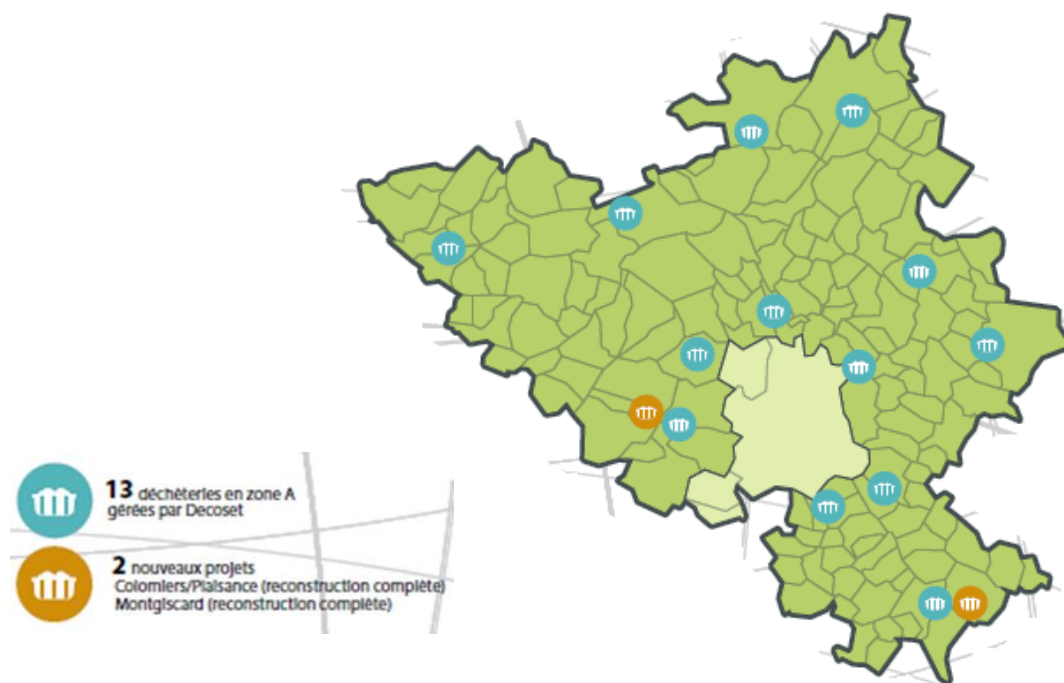 13 déchèteries en zone A
gérées par Decoset
2 nouveaux projets
Colomiers/Plaisance (reconstruction complète)
Montgiscard (reconstruction complète)